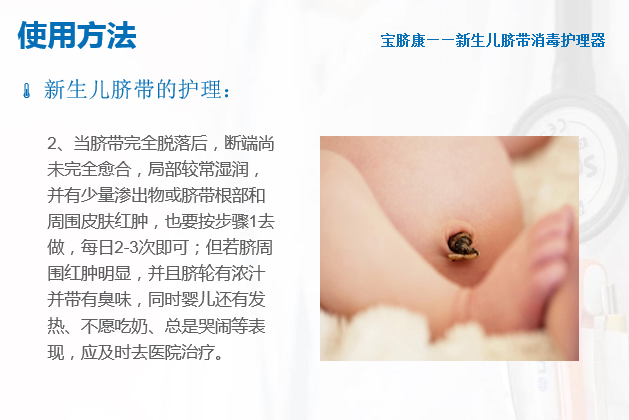 使用方法
宝脐康——新生儿脐带消毒护理器
新生儿脐带的护理：
2、当脐带完全脱落后，断端尚
未完全愈合，局部较常湿润，
并有少量渗出物或脐带根部和
周围皮肤红肿，也要按步骤1去
做，每日2-3次即可；但若脐周
围红肿明显，并且脐轮有浓汁
并带有臭味，同时婴儿还有发
热、不愿吃奶、总是哭闹等表
现，应及时去医院治疗。